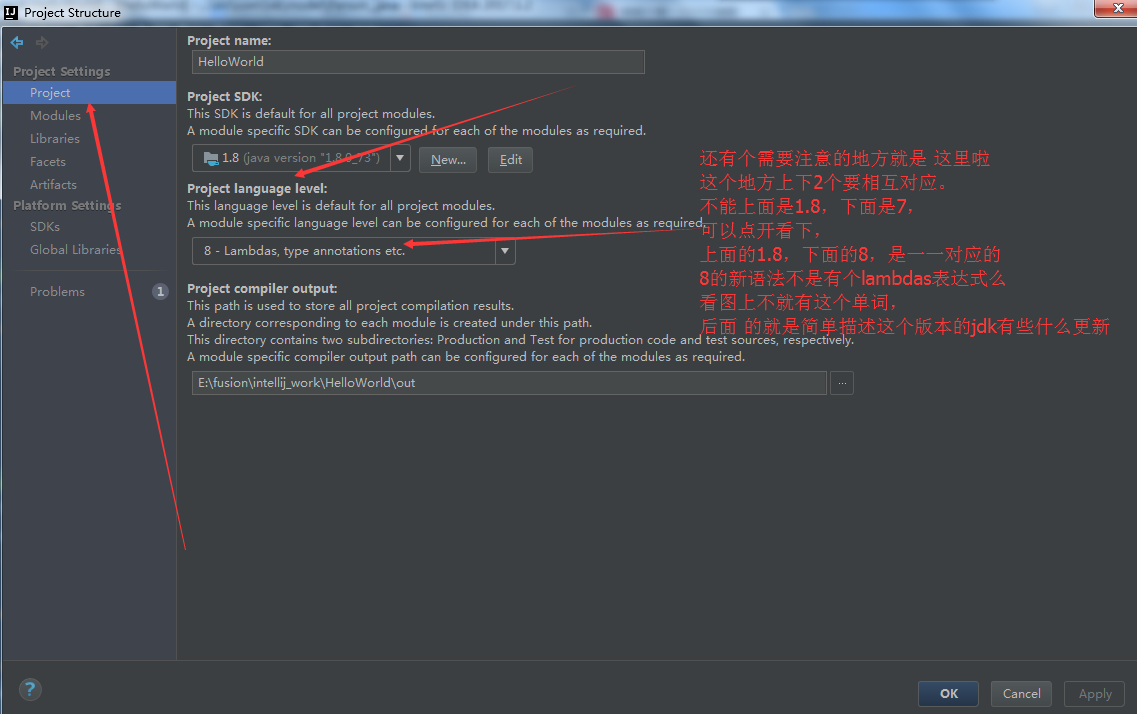 Project Structure
Project Settings
Project
Modules
Libraries
Facets
Artifacts
Platform Settings
SDKs
Global Libraries
Problems
1
Project name:
HelloWorld
Project SDK:
This SDK is default for all project modules.
A module specific SDK can be configured for each of the modules as required.
1.8 (java version "1.8.0_73")
New...
Edit
Project language level:
This language level is default for all project modules.
A module specific language level can be configured for each of the modules as required.
8 - Lambdas, type annotations etc.
Project compiler output:
This path is used to store all project compilation results.
A directory corresponding to each module is created under this path.
This directory contains two subdirectories: Production and Test for production code and test sources, respectively.
A module specific compiler output path can be configured for each of the modules as required.
E:\fusion\intellij_work\HelloWorld\out
...
还有个需要注意的地方就是 这里啦
这个地方上下2个要相互对应。
不能上面是1.8，下面是7，
可以点开看下，
上面的1.8，下面的8，是一一对应的
8的新语法不是有个lambdas表达式么
看图上不就有这个单词，
后面 的就是简单描述这个版本的jdk有些什么更新
?
OK
Cancel
Apply